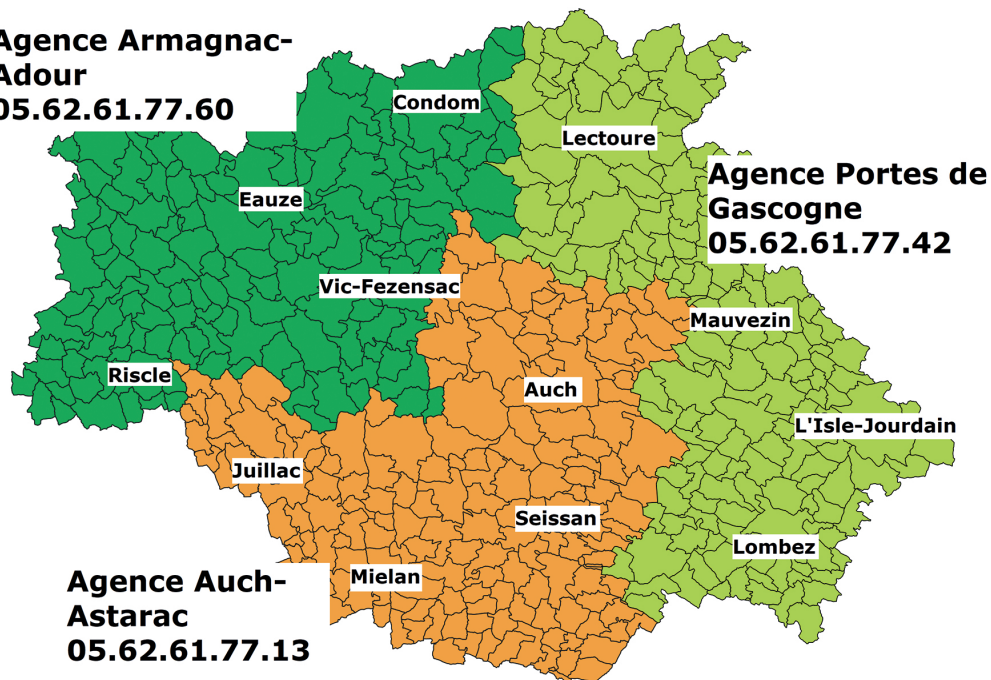 Agence Armagnac-
Adour
05.62.61.77.60
Condom
Lectoure
Agence Portes de
Gascogne
05.62.61.77.42
Eauze
Vic-Fezensac
Mauvezin
Riscle
Auch
L'Isle-Jourdain
Juillac
Seissan
Lombez
Mielan
Agence Auch-
Astarac
05.62.61.77.13